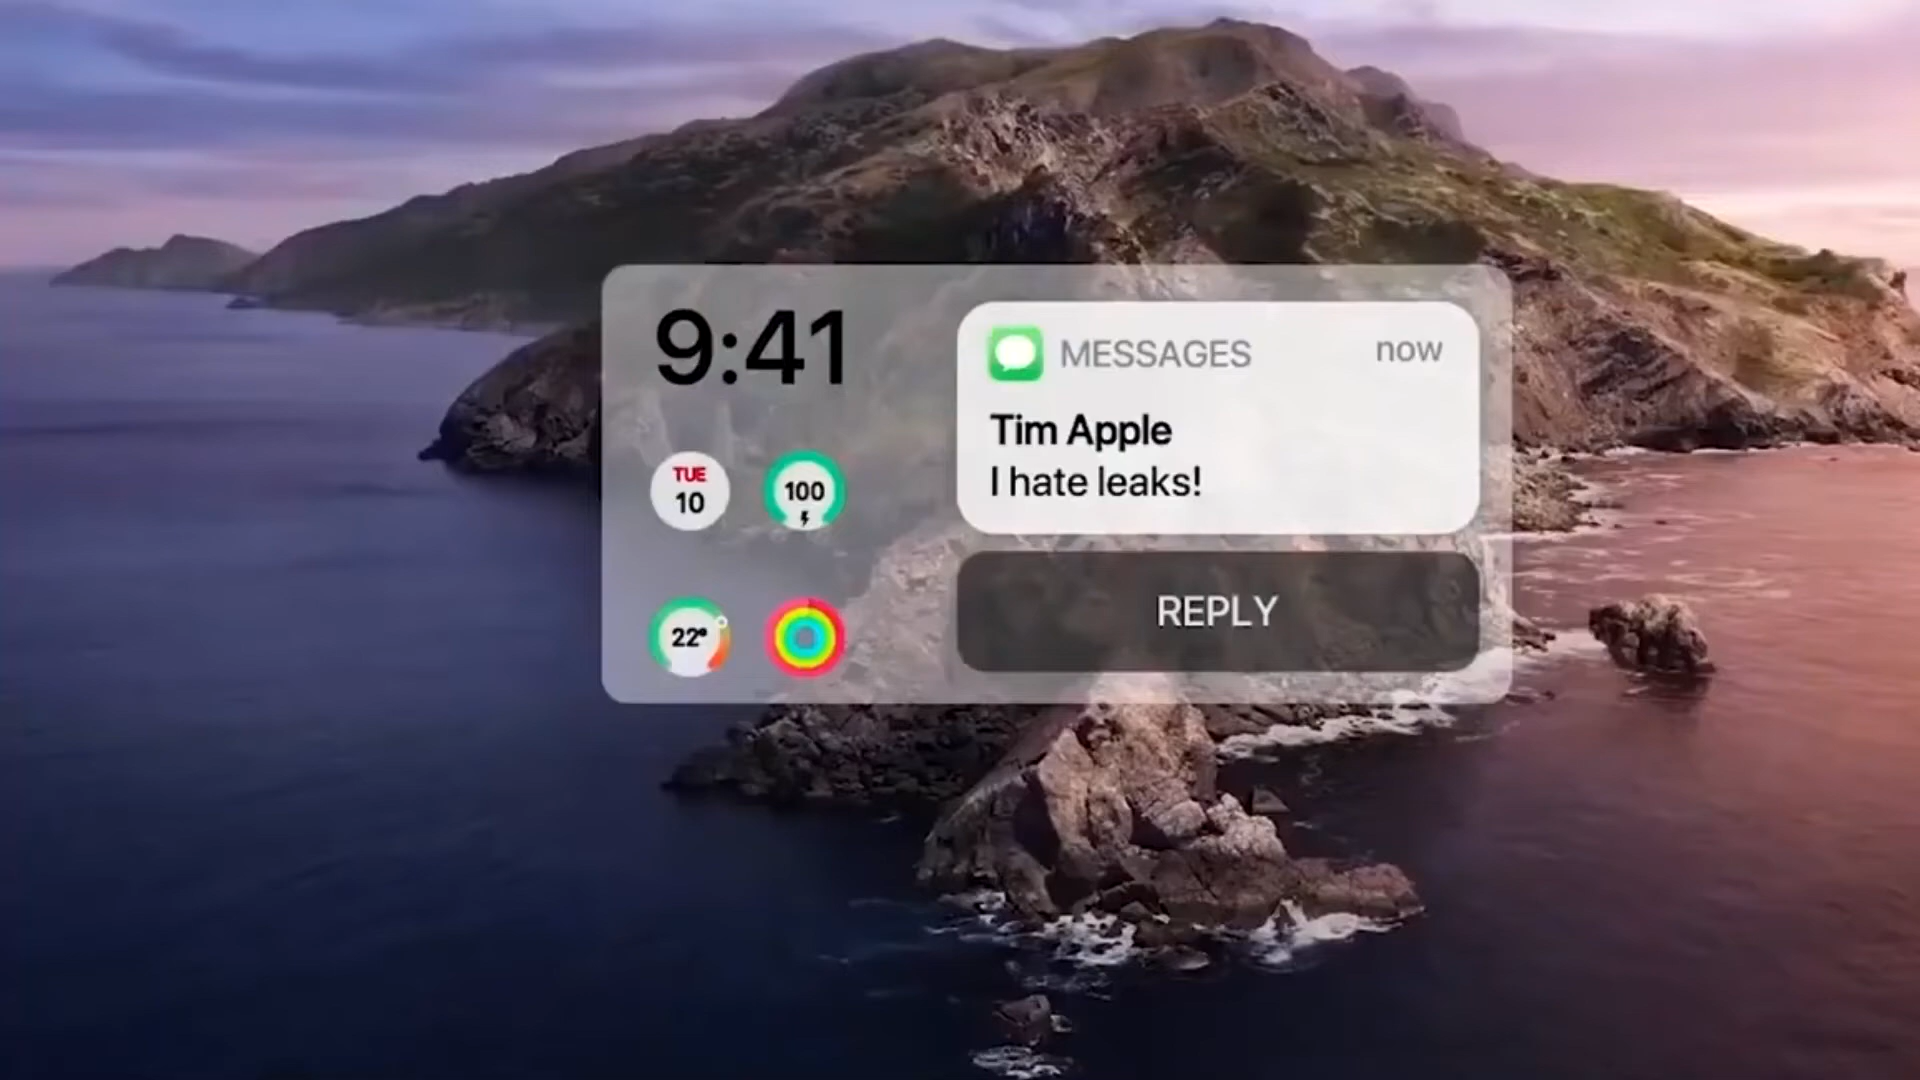 9:41
TUE
10
100
22°
MESSAGES
now
Tim Apple
I hate leaks!
REPLY